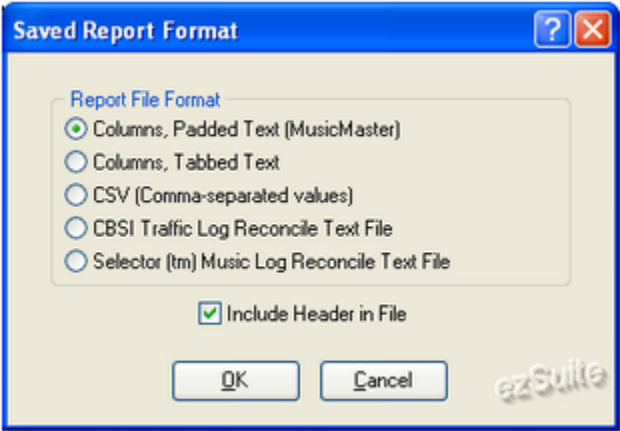 Saved Report Format
Report File Format
Columns, Padded Text (MusicMaster)
Columns, Tabbed Text
CSV (Comma-separated values)
CBSI Traffic Log Reconcile Text File
Selector (tm) Music Log Reconcile Text File
Include Header in File
OK Cancel
ezSuite